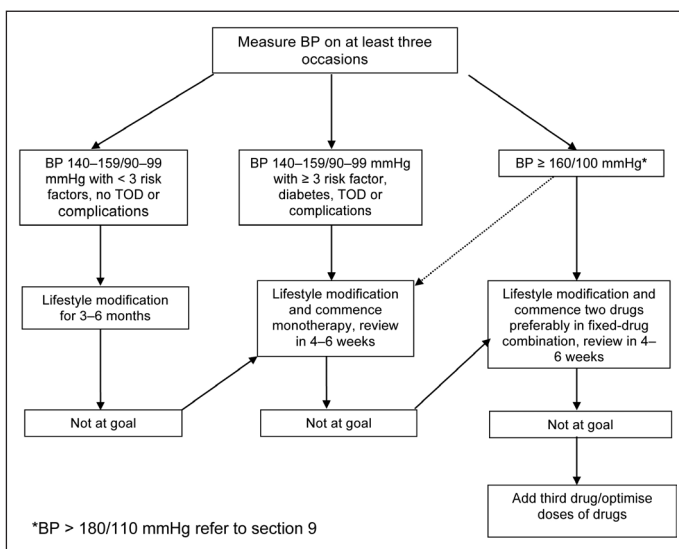 Measure BP on at least three
occasions
BP 140–159/90–99
mmHg with < 3 risk
factors, no TOD or
complications
BP 140–159/90–99 mmHg
with ≥ 3 risk factor,
diabetes, TOD or
complications
BP ≥ 160/100 mmHg*
Lifestyle modification
for 3–6 months
Lifestyle modification
and commence
monotherapy, review
in 4–6 weeks
Lifestyle modification and
commence two drugs
preferably in fixed-drug
combination, review in 4–
6 weeks
Not at goal
Not at goal
Not at goal
Add third drug/optimise
doses of drugs
*BP > 180/110 mmHg refer to section 9